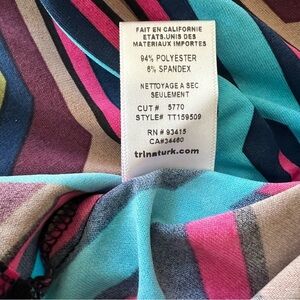 FAIT EN CALIFORNIE
ETATS.UNIS DES
MATERIAUX IMPORTES
94% POLYESTER
6% SPANDEX
NETTOYAGE A SEC
SEULEMENT
CUT# 5770
STYLE# TT159509
RN # 93415
CA#34460
trinaturk.com